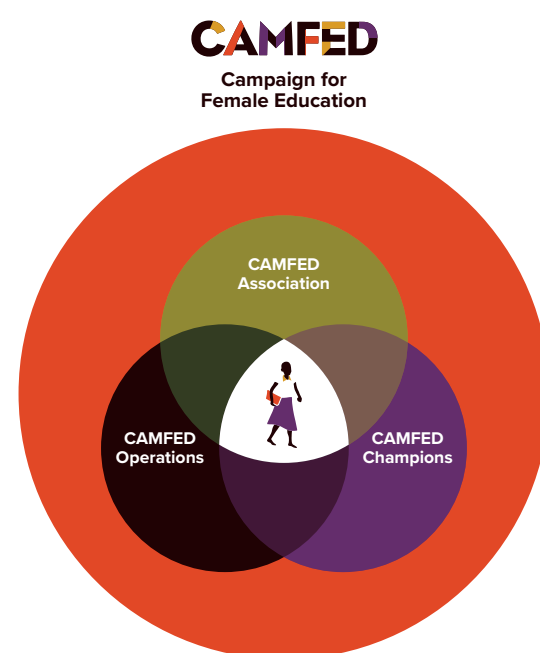 CAMFED
Campaign for
Female Education
CAMFED
Association
CAMFED
Operations
CAMFED
Champions